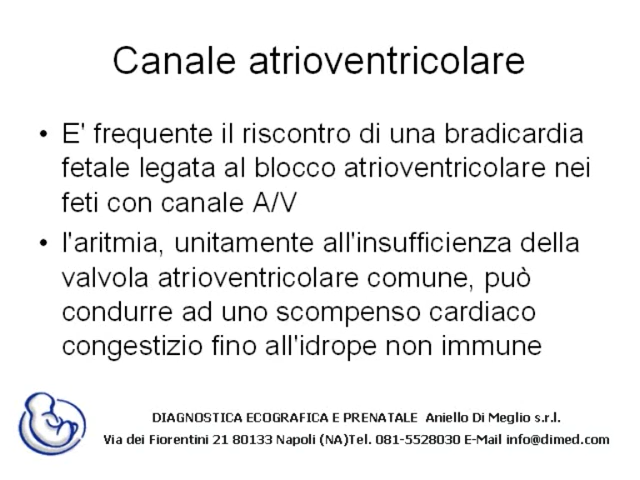 Canale atrioventricolare
• E' frequente il riscontro di una bradicardia
fetale legata al blocco atrioventricolare nei
feti con canale A/V
• l'aritmia, unitamente all'insufficienza della
valvola atrioventricolare comune, può
condurre ad uno scompenso cardiaco
congestizio fino all'idrope non immune
DIAGNOSTICA ECOGRAFICA E PRENATALE Aniello Di Meglio s.r.l.
Via dei Fiorentini 21 80133 Napoli (NA)Tel. 081-5528030 E-Mail info@dimed.com